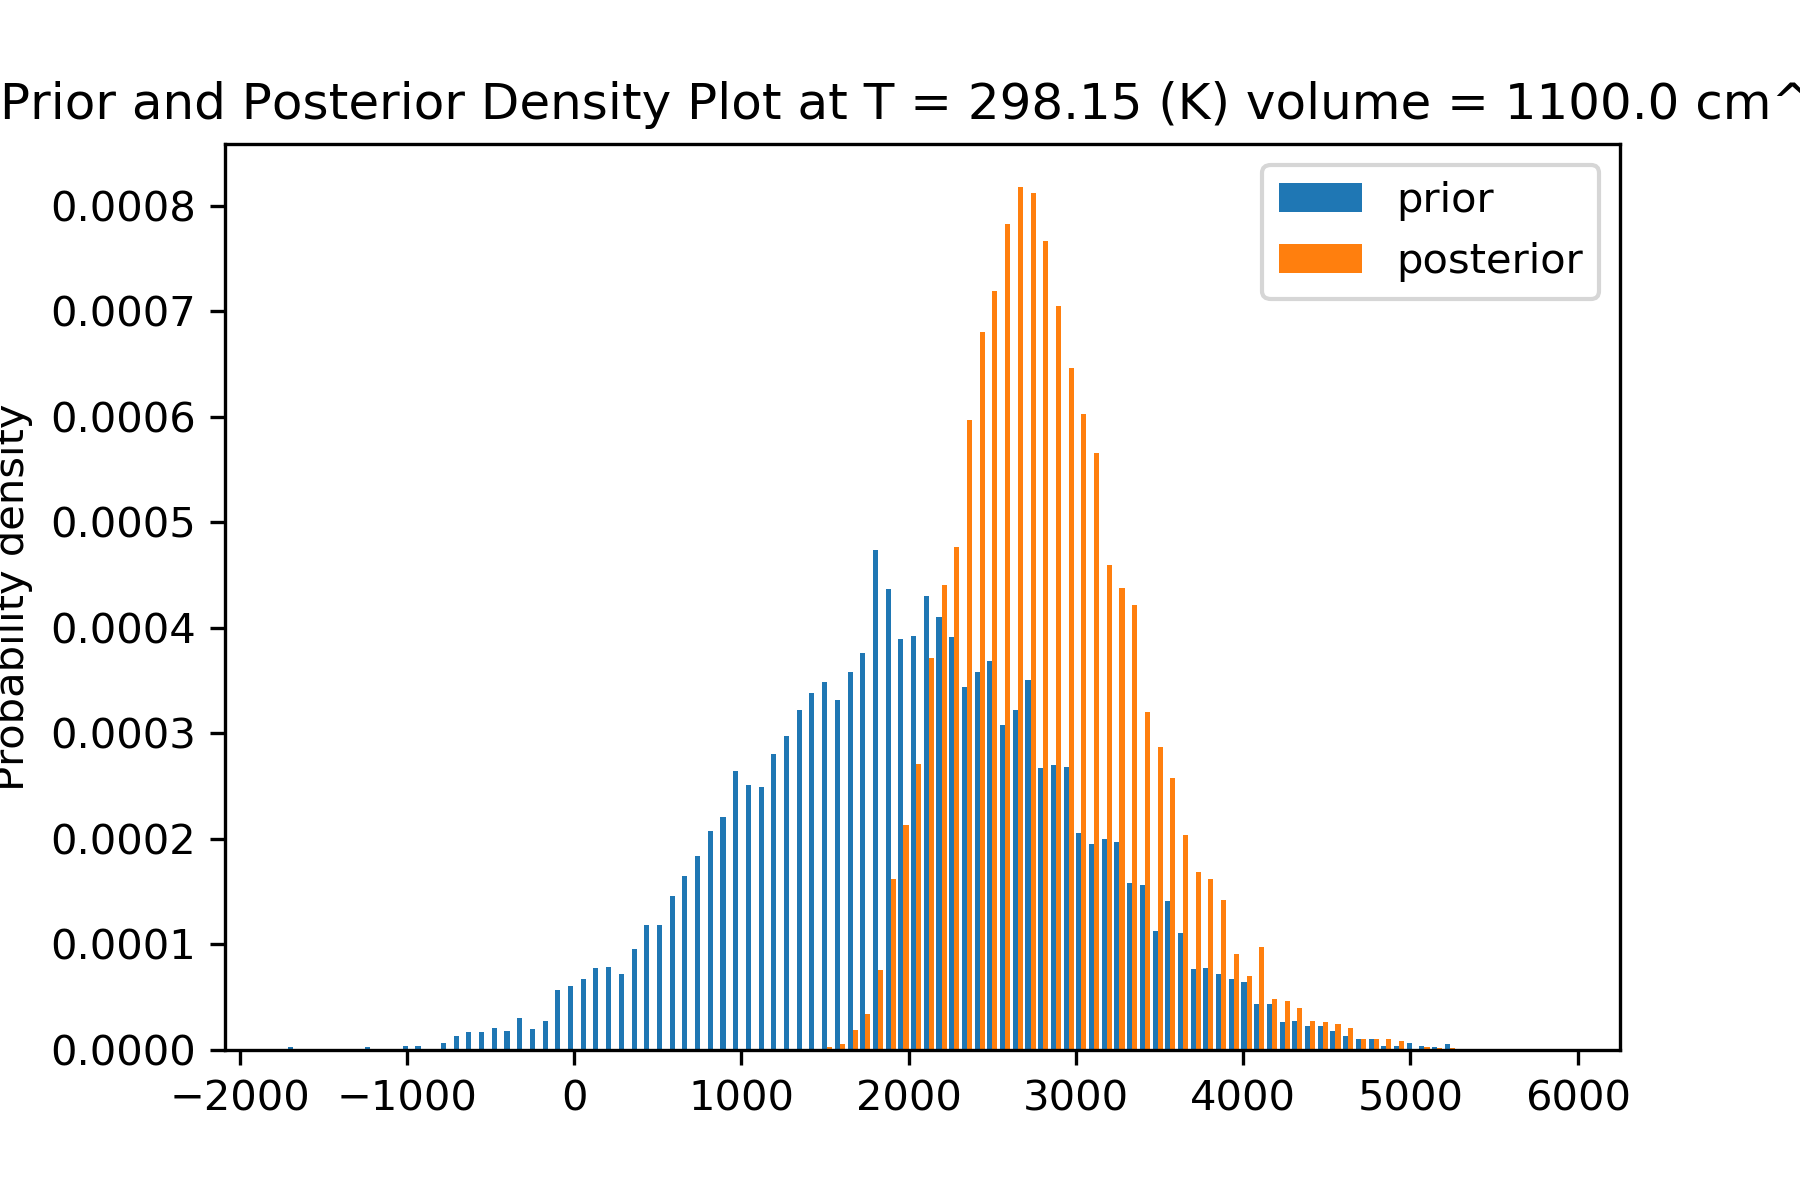 Prior and Posterior Density Plot at T = 298.15 (K) volume = 1100.0 cm^
prior
posterior
Probability density
0.0008
0.0007
0.0006
0.0005
0.0004
0.0003
0.0002
0.0001
0.0000
−2000 −1000 0 1000 2000 3000 4000 5000 6000